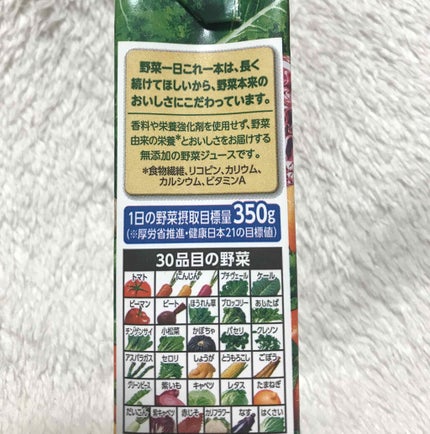 野菜一日これ一本は、長く
続けてほしいから、野菜本来の
おいしさにこだわっています。
香料や栄養強化剤を使用せず、野菜
由来の栄養*とおいしさをお届けする
無添加の野菜ジュースです。
*食物繊維、リコピン、カリウム、
カルシウム、ビタミンA
1日の野菜摂取目標量350g
(※厚労省推進・健康日本21の目標値)
30品目の野菜
トマト にんじん プチヴェール ケール
ピーマン ビート ほうれん草 ブロッコリー あしたば
チンゲンサイ 小松菜 かぼちゃ パセリ クレソン
アスパラガス セロリ しょうが とうもろこし ごぼう
グリーンピース 紫いも キャベツ レタス たまねぎ
だいこん 紫キャベツ 赤じそ カリフラワー なす はくさい